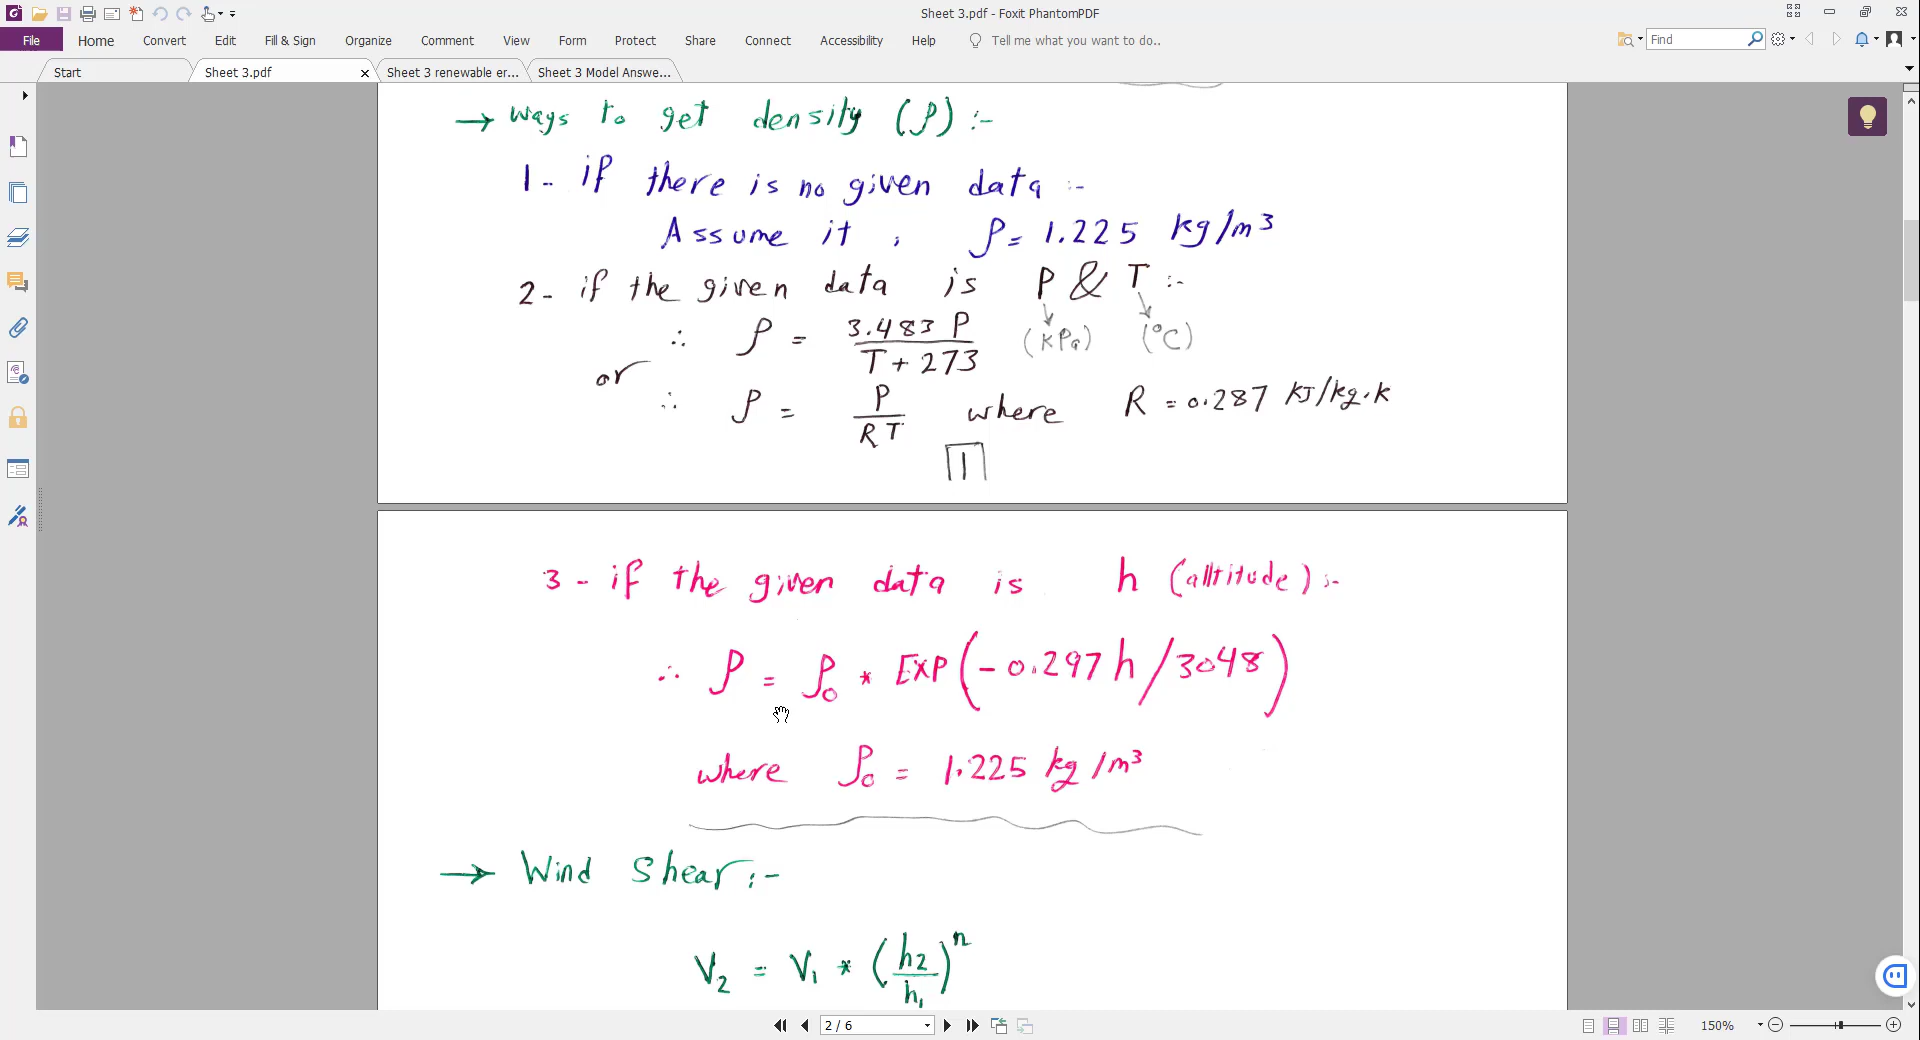 Sheet 3.pdf - Foxit PhantomPDF
File Home Convert Edit Fill & Sign Organize Comment View Form Protect Share Connect Accessibility Help Tell me what you want to do.. Find
Start Sheet 3.pdf Sheet 3 renewable er... Sheet 3 Model Answe...
→ Ways to get density (ρ) :-
1 - if there is no given data :-
Assume it , ρ = 1.225 kg/m³
2 - if the given data is P & T :-
∴ ρ = 3.483 P / T + 273 (KPa) (°C)
or ∴ ρ = P / RT where R = 0.287 KJ/kg.K
1
3 - if the given data is h (alltitude) :-
∴ ρ = ρ₀ * EXP (- 0.297 h / 3048)
where ρ₀ = 1.225 kg/m³
→ Wind Shear :-
V₂ = V₁ * (h₂/h₁)ⁿ
2 / 6 150%